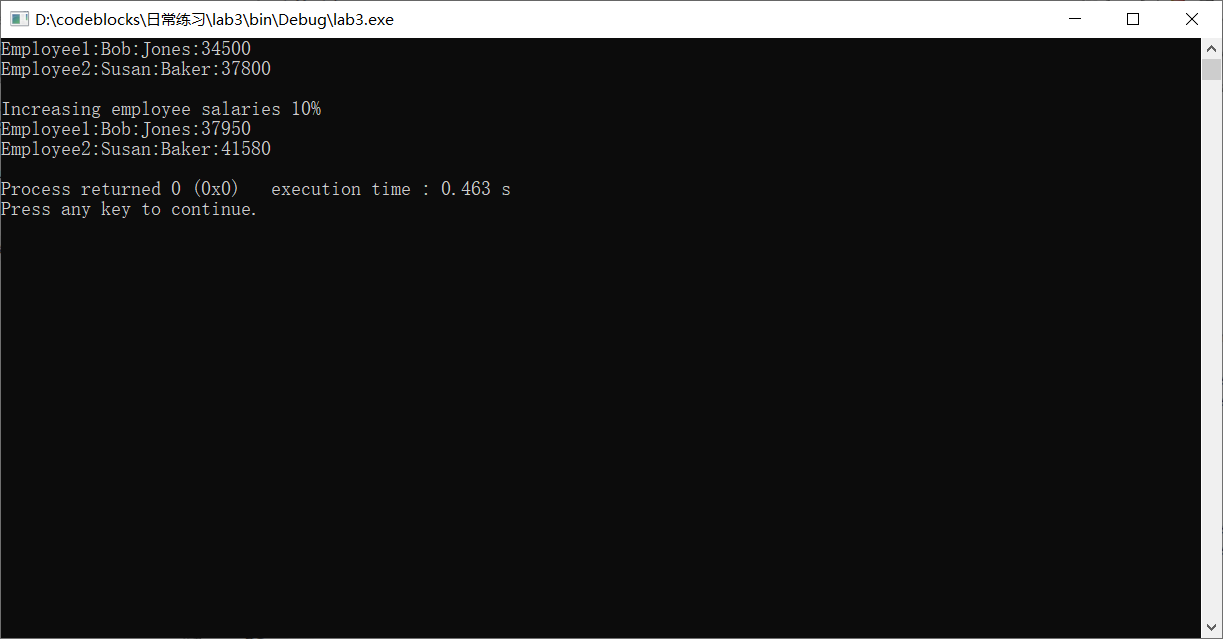 D:\codeblocks\日常练习\lab3\bin\Debug\lab3.exe
Employee1:Bob:Jones:34500
Employee2:Susan:Baker:37800
Increasing employee salaries 10%
Employee1:Bob:Jones:37950
Employee2:Susan:Baker:41580
Process returned 0 (0x0)   execution time : 0.463 s
Press any key to continue.